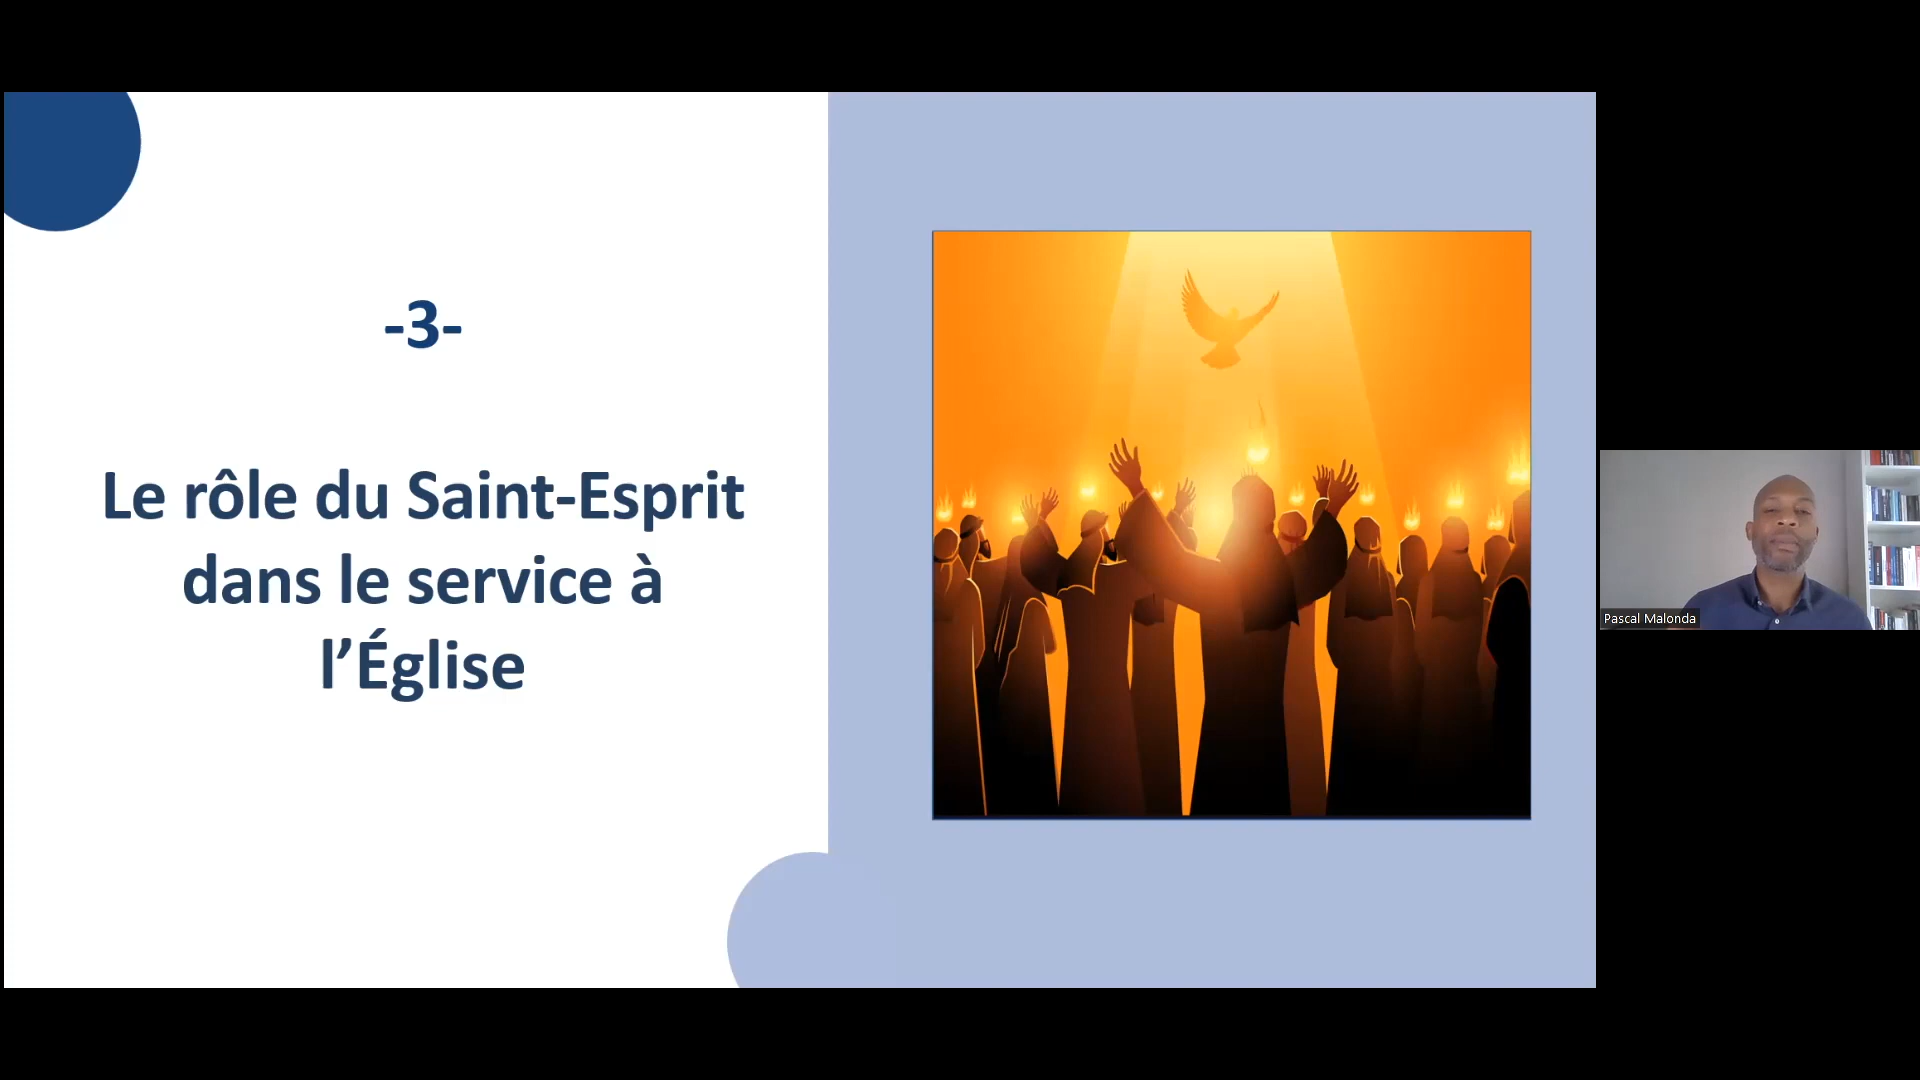 -3-
Le rôle du Saint-Esprit
dans le service à
l’Église
Pascal Malonda